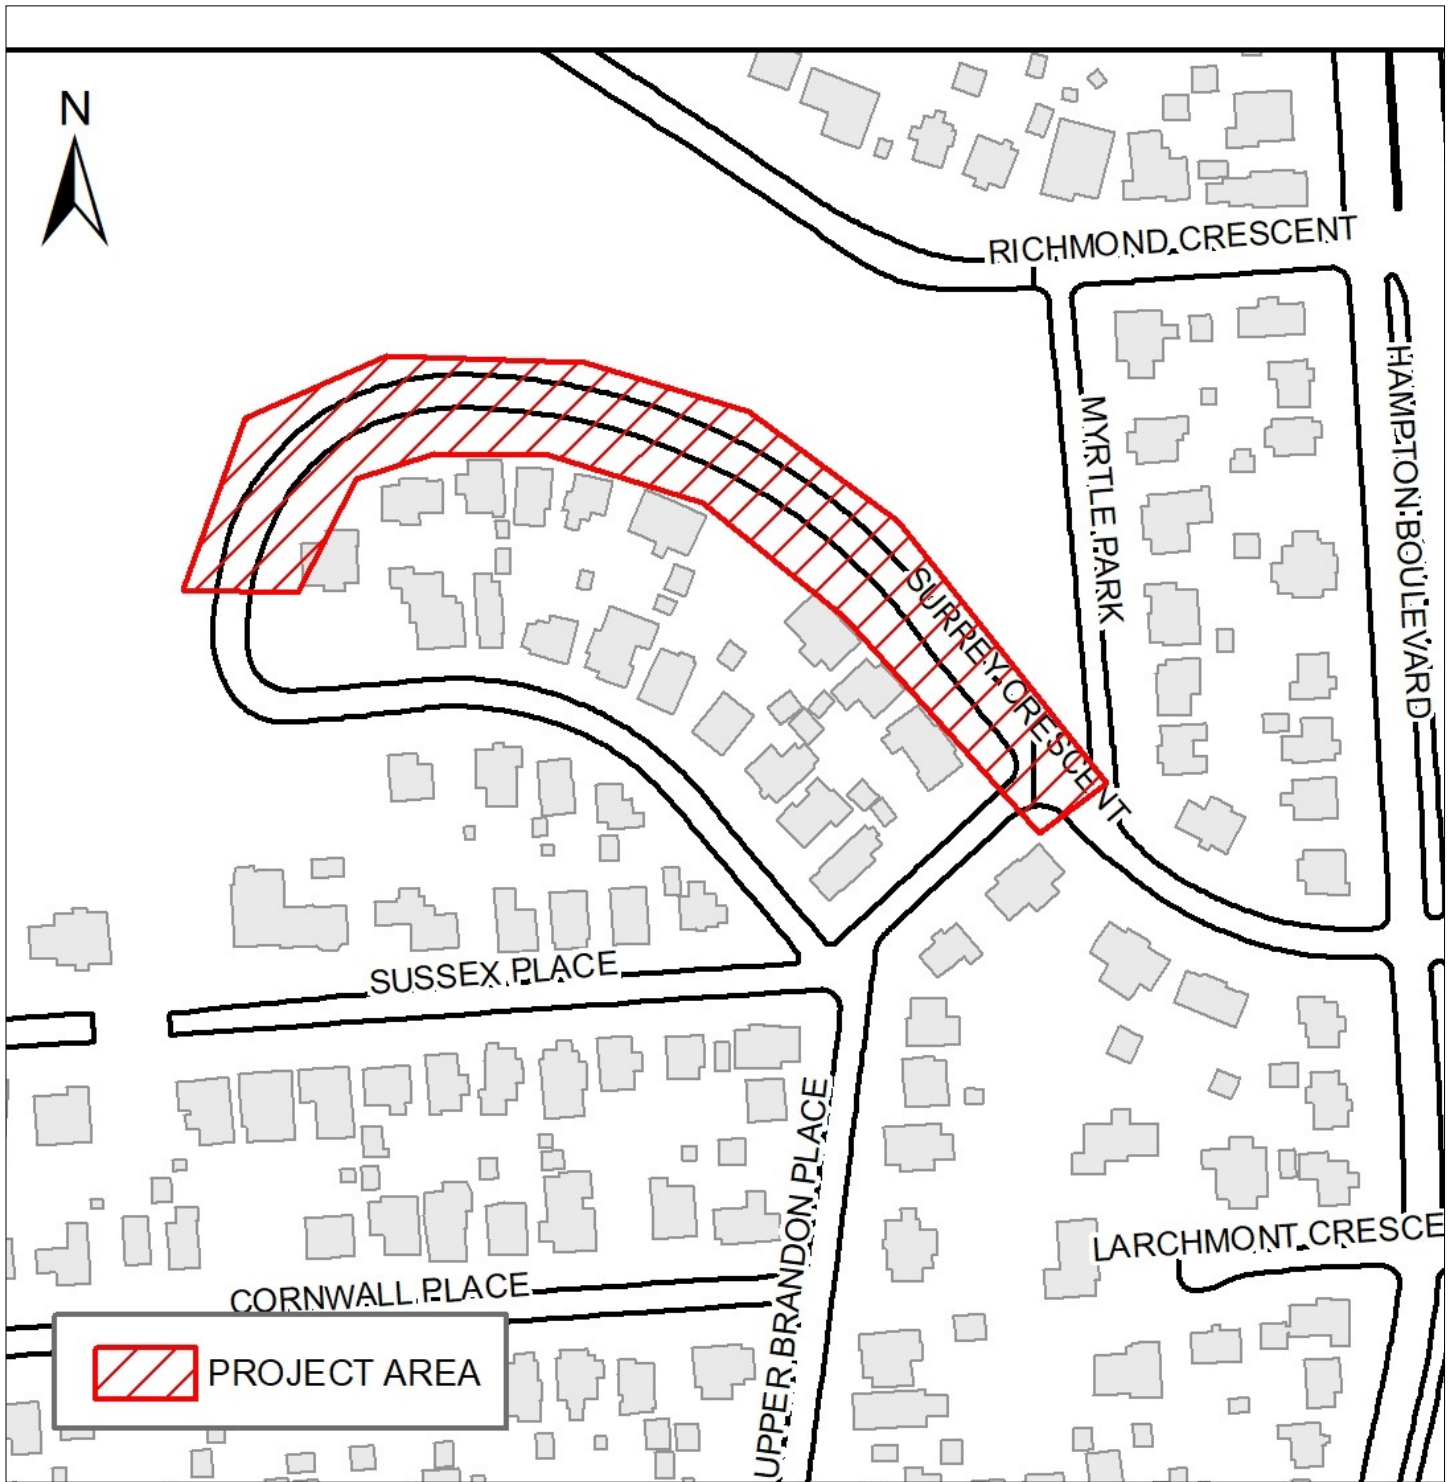 N
RICHMOND CRESCENT
MYRTLE PARK
HAMPTON BOULEVARD
SURREY CRESCENT
SUSSEX PLACE
UPPER BRANDON PLACE
LARCHMONT CRESCE
CORNWALL PLACE
PROJECT AREA